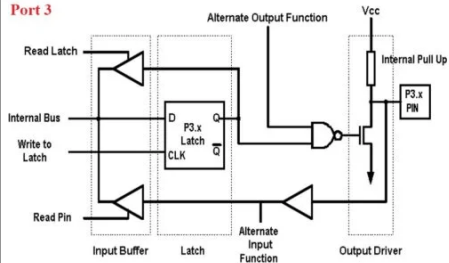 Port 3
Alternate Output Function
Vcc
Read Latch
Internal Pull Up
P3.x
PIN
Internal Bus
D
Q
P3.x
Latch
Write to
Latch
CLK
Q
Read Pin
Alternate
Input
Function
Input Buffer
Latch
Output Driver